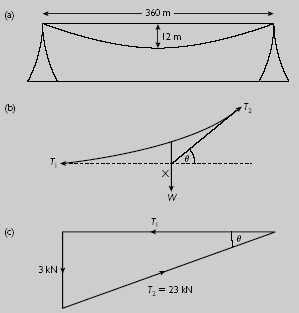 (a)
360 m
12 m
(b)
T₂
T₁
θ
X
W
(c)
T₁
θ
3 kN
T₂ = 23 kN